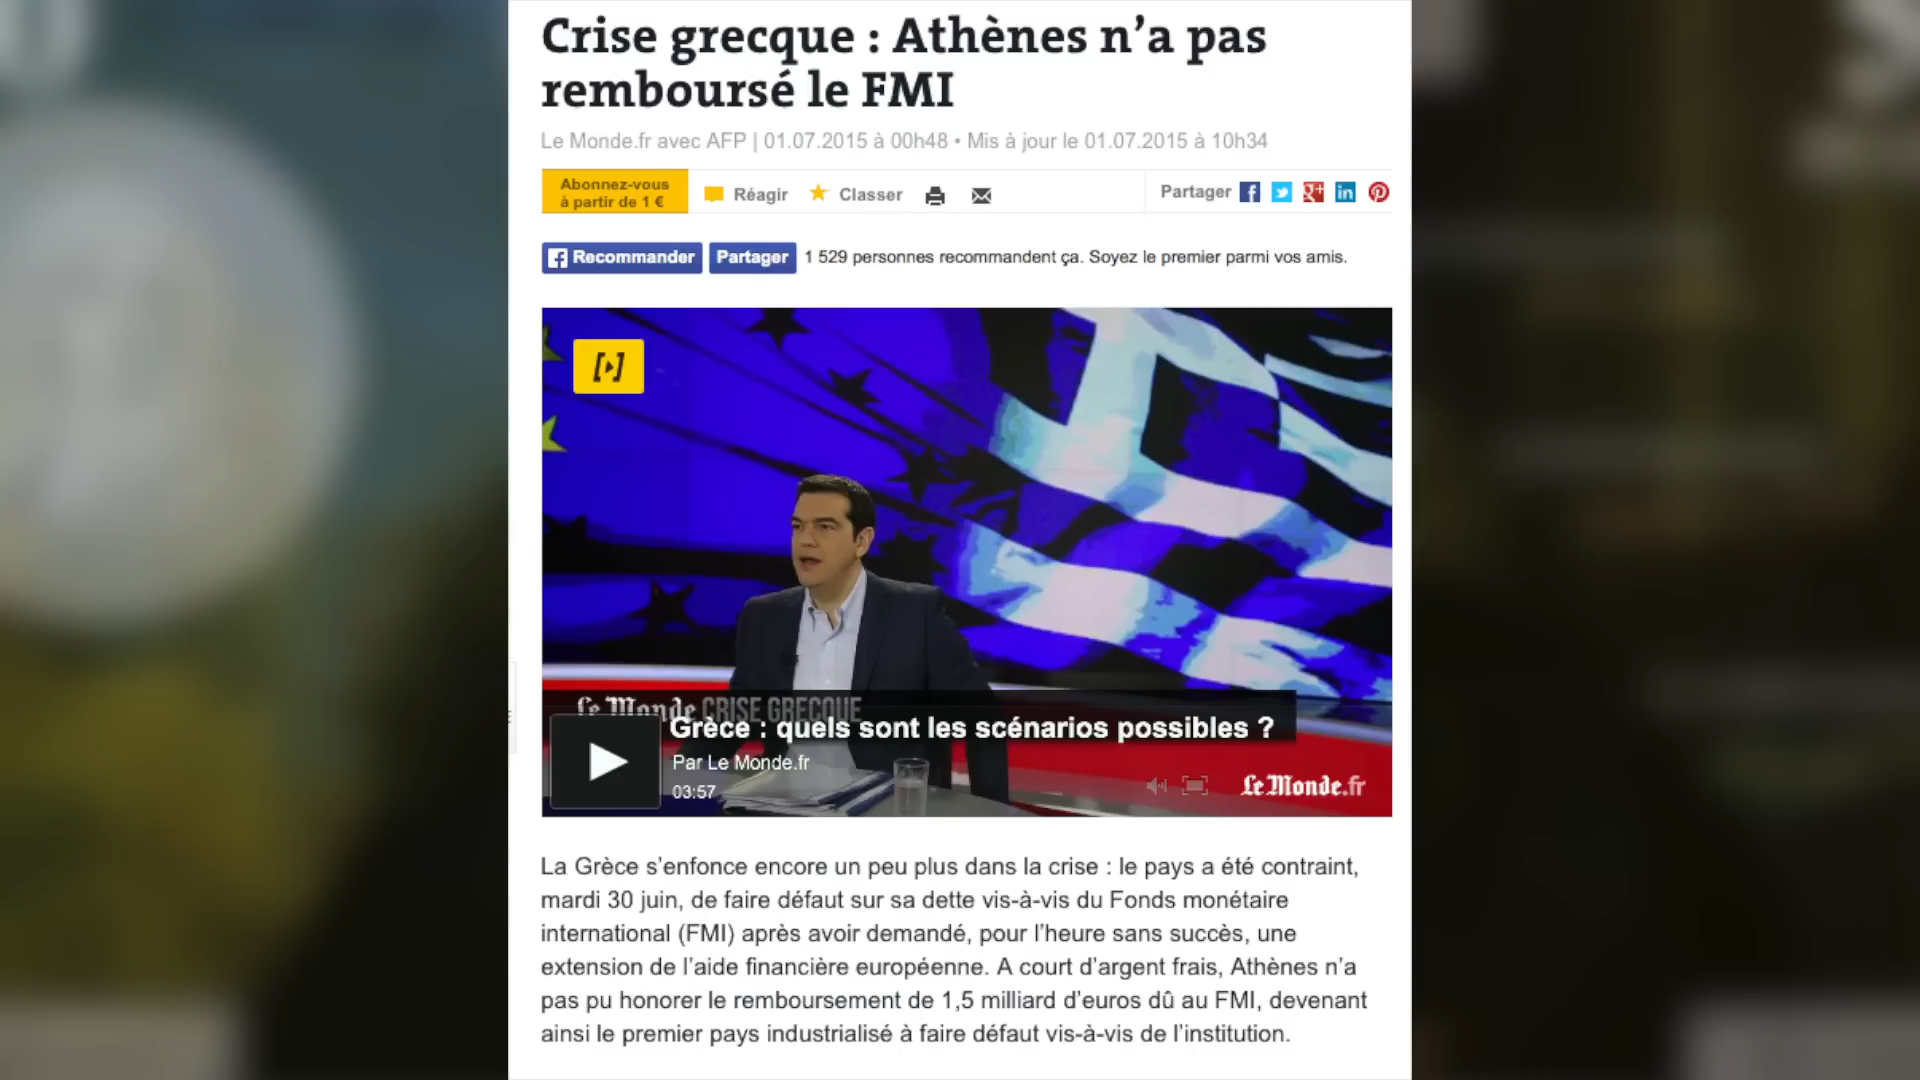 Crise grecque : Athènes n’a pas
remboursé le FMI
Le Monde.fr avec AFP | 01.07.2015 à 00h48 • Mis à jour le 01.07.2015 à 10h34
Abonnez-vous
à partir de 1 €
Réagir
Classer
Partager
Recommander
Partager
1 529 personnes recommandent ça. Soyez le premier parmi vos amis.
Le Monde CRISE GRECQUE
Grèce : quels sont les scénarios possibles ?
Par Le Monde.fr
03:57
Le Monde.fr
La Grèce s’enfonce encore un peu plus dans la crise : le pays a été contraint,
mardi 30 juin, de faire défaut sur sa dette vis-à-vis du Fonds monétaire
international (FMI) après avoir demandé, pour l’heure sans succès, une
extension de l’aide financière européenne. A court d’argent frais, Athènes n’a
pas pu honorer le remboursement de 1,5 milliard d’euros dû au FMI, devenant
ainsi le premier pays industrialisé à faire défaut vis-à-vis de l’institution.